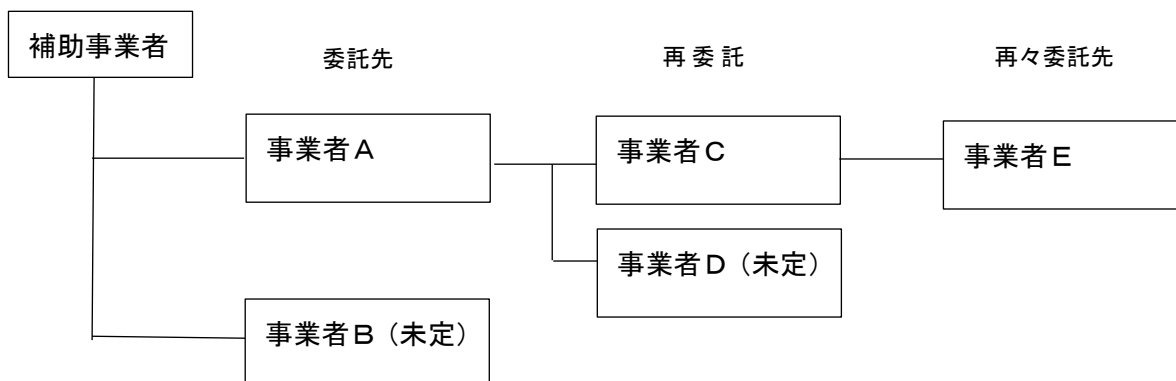 補助事業者
委託先
再委託
再々委託先
事業者A
事業者C
事業者E
事業者D（未定）
事業者B（未定）